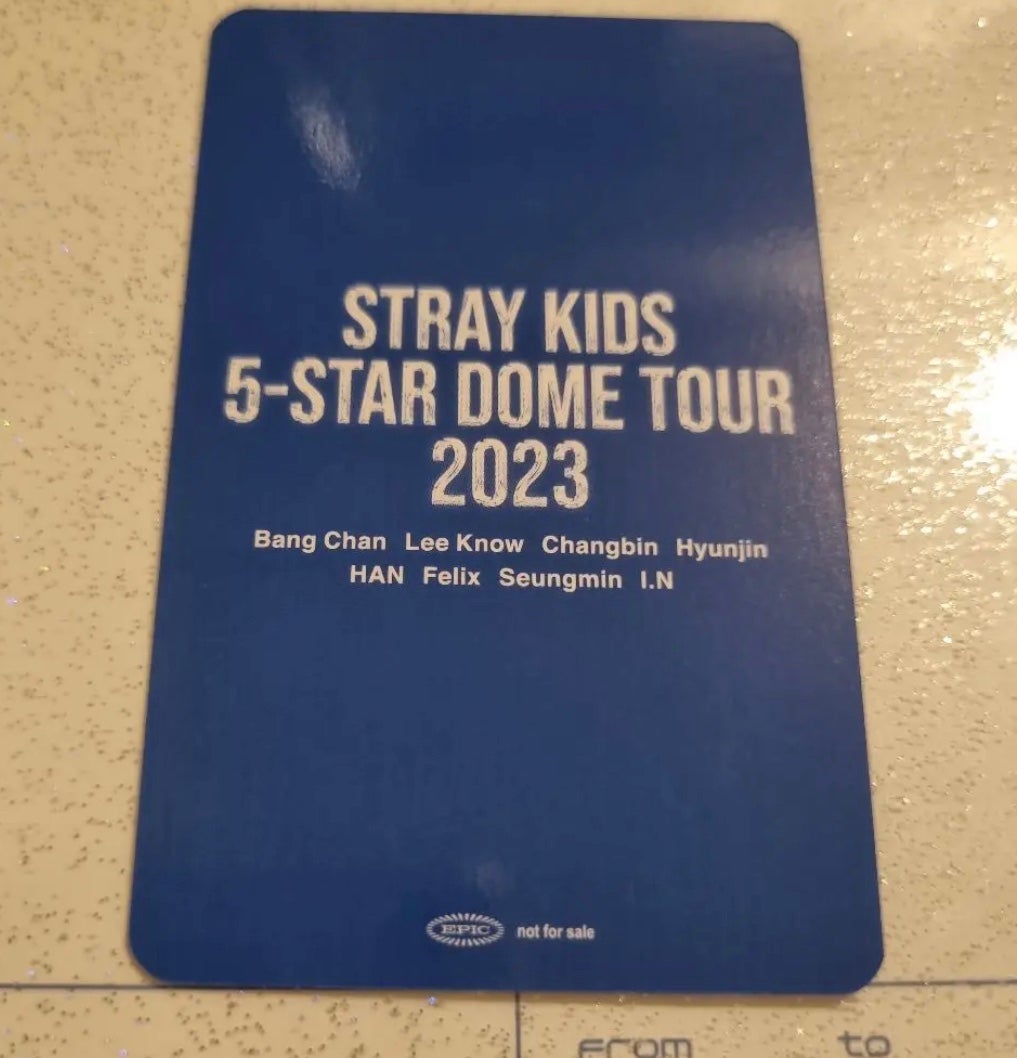 STRAY KIDS
5-STAR DOME TOUR
2023
Bang Chan Lee Know Changbin Hyunjin
HAN Felix Seungmin I.N
EPIC not for sale
From to